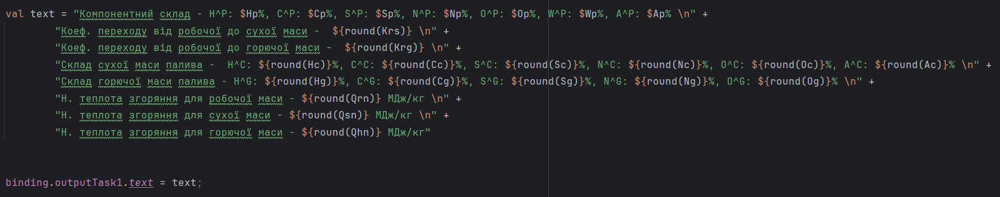 val text = "Компонентний склад - H^P: $Hp%, C^P: $Cp%, S^P: $Sp%, N^P: $Np%, O^P: $Op%, W^P: $Wp%, A^P: $Ap% \n" +
"Коеф. переходу від робочої до сухої маси -  ${round(Krs)} \n" +
"Коеф. переходу від робочої до горючої маси -  ${round(Krg)} \n" +
"Склад сухої маси палива -  H^C: ${round(Hc)}%, C^C: ${round(Cc)}%, S^C: ${round(Sc)}%, N^C: ${round(Nc)}%, O^C: ${round(Oc)}%, A^C: ${round(Ac)}% \n" +
"Склад горючої маси палива - H^G: ${round(Hg)}%, C^G: ${round(Cg)}%, S^G: ${round(Sg)}%, N^G: ${round(Ng)}%, O^G: ${round(Og)}% \n" +
"Н. теплота згоряння для робочої маси - ${round(Qrn)} МДж/кг \n" +
"Н. теплота згоряння для сухої маси - ${round(Qsn)} МДж/кг \n" +
"Н. теплота згоряння для горючої маси - ${round(Qhn)} МДж/кг"
binding.outputTask1.text = text;